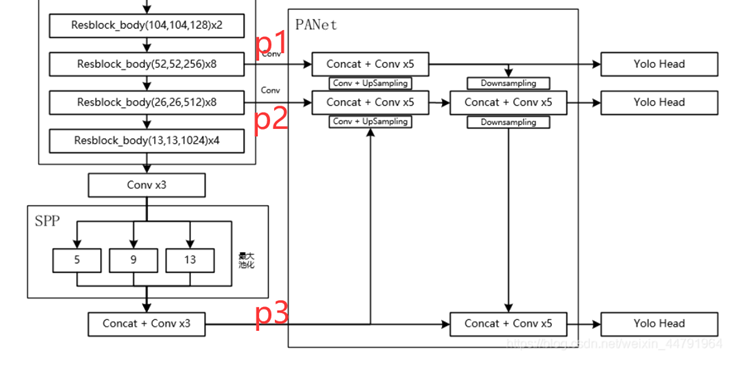 PANet
Resblock_body(104,104,128)x2
p1
Conv
Resblock_body(52,52,256)x8
Concat + Conv x5
Yolo Head
Conv + UpSampling
Downsampling
Conv
Resblock_body(26,26,512)x8
Concat + Conv x5
Concat + Conv x5
Yolo Head
p2
Conv + UpSampling
Downsampling
Resblock_body(13,13,1024)x4
Conv x3
SPP
5
9
13
最大
池化
p3
Concat + Conv x3
Concat + Conv x5
Yolo Head
https://blog.csdn.net/weixin_44791964